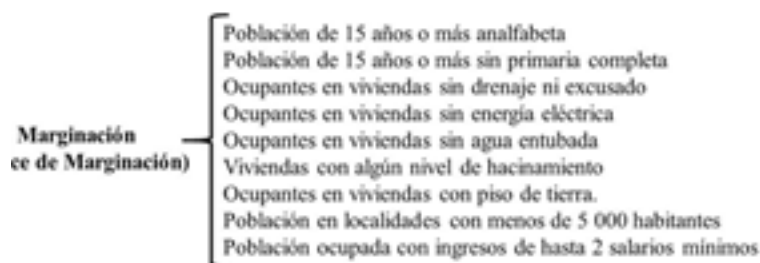 Población de 15 años o más analfabeta
Población de 15 años o más sin primaria completa
Ocupantes en viviendas sin drenaje ni excusado
Ocupantes en viviendas sin energía eléctrica
Marginación
Ocupantes en viviendas sin agua entubada
ce de Marginación)
Viviendas con algún nivel de hacinamiento
Ocupantes en viviendas con piso de tierra.
Población en localidades con menos de 5 000 habitantes
Población ocupada con ingresos de hasta 2 salarios mínimos